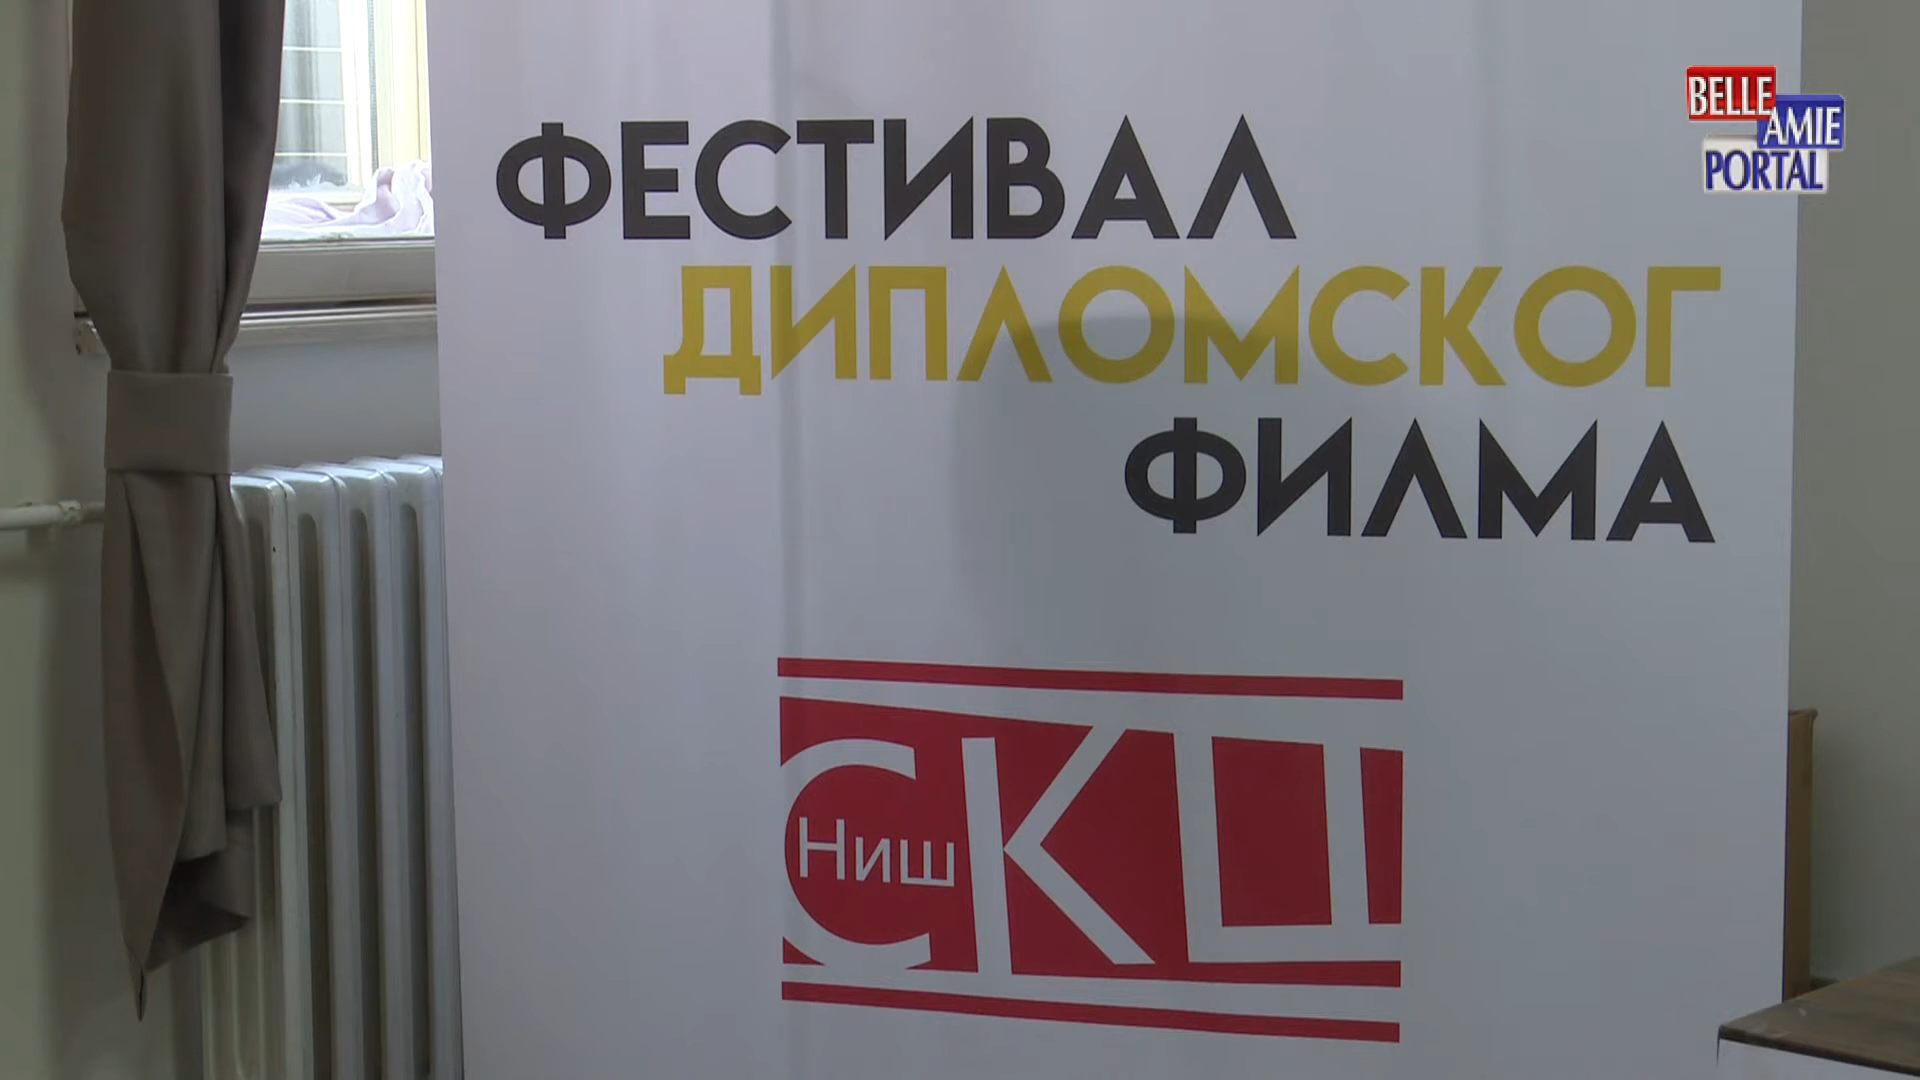 BELLE
AMIE
PORTAL
ФЕСТИВАЛ
ДИПЛОМСКОГ
ФИЛМА
СКЦ
Ниш